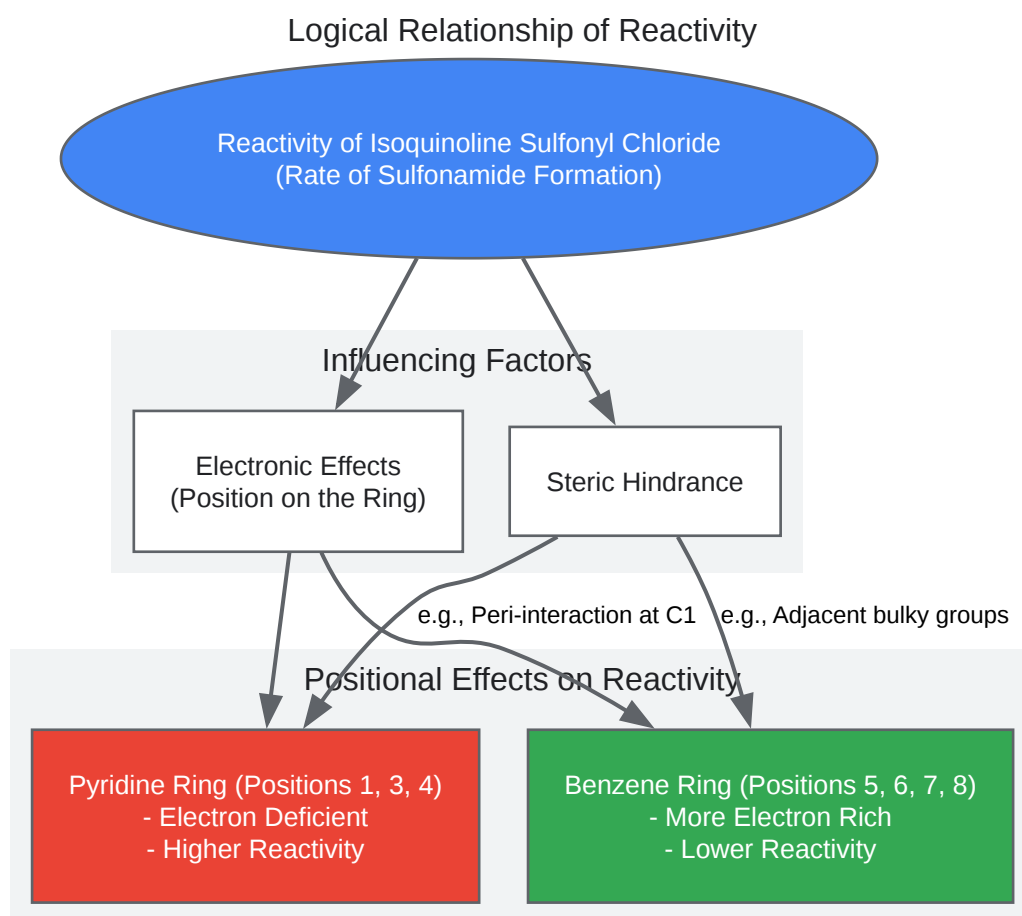 Logical Relationship of Reactivity
Reactivity of Isoquinoline Sulfonyl Chloride
(Rate of Sulfonamide Formation)
Influencing Factors
Electronic Effects
(Position on the Ring)
Steric Hindrance
e.g., Peri-interaction at C1
e.g., Adjacent bulky groups
Positional Effects on Reactivity
Pyridine Ring (Positions 1, 3, 4)
- Electron Deficient
- Higher Reactivity
Benzene Ring (Positions 5, 6, 7, 8)
- More Electron Rich
- Lower Reactivity